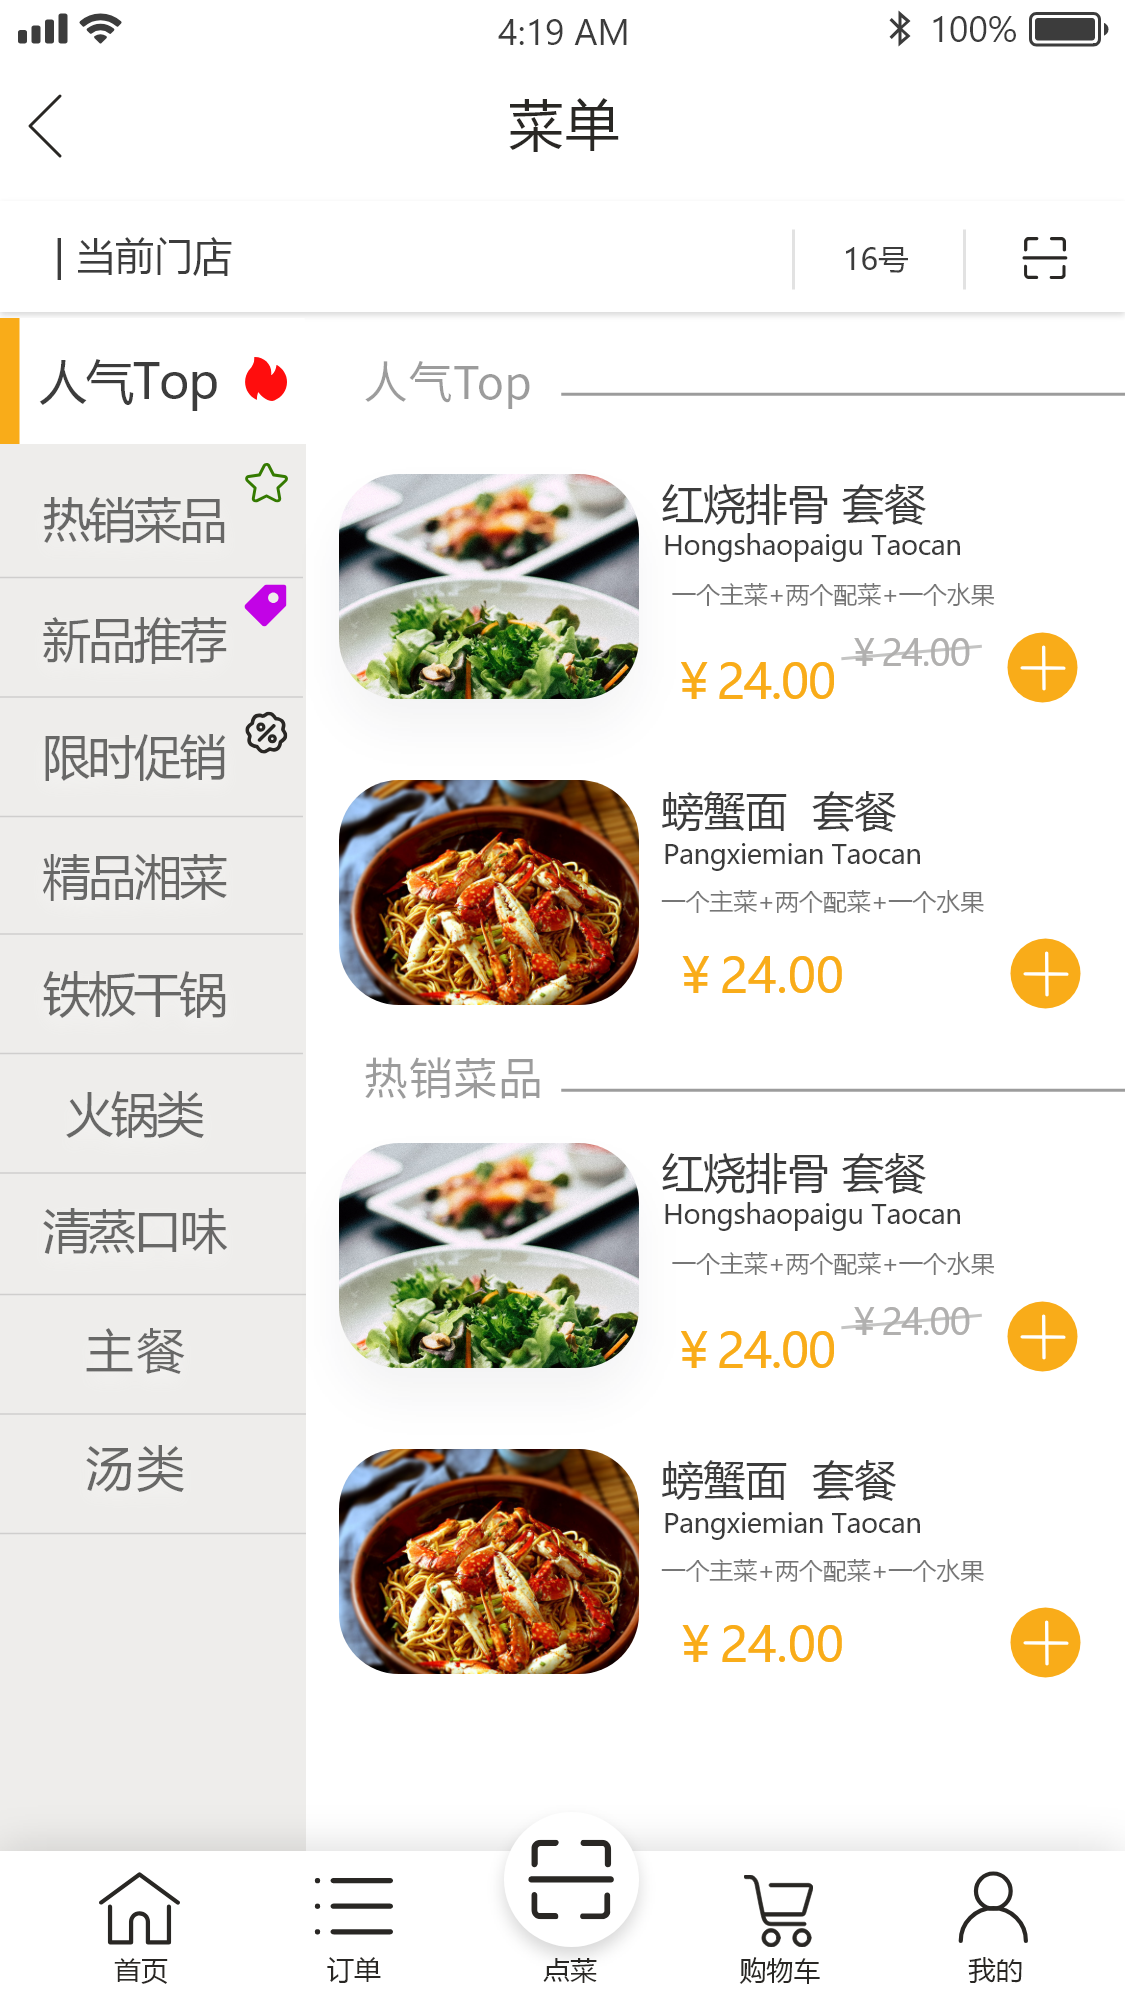 4:19 AM
100%
菜单
当前门店
16号
人气Top
热销菜品
新品推荐
限时促销
精品湘菜
铁板干锅
火锅类
清蒸口味
主餐
汤类
人气Top
红烧排骨 套餐
Hongshaopaigu Taocan
一个主菜+两个配菜+一个水果
¥ 24.00
¥ 24.00
螃蟹面 套餐
Pangxiemian Taocan
一个主菜+两个配菜+一个水果
¥ 24.00
热销菜品
红烧排骨 套餐
Hongshaopaigu Taocan
一个主菜+两个配菜+一个水果
¥ 24.00
¥ 24.00
螃蟹面 套餐
Pangxiemian Taocan
一个主菜+两个配菜+一个水果
¥ 24.00
首页
订单
点菜
购物车
我的